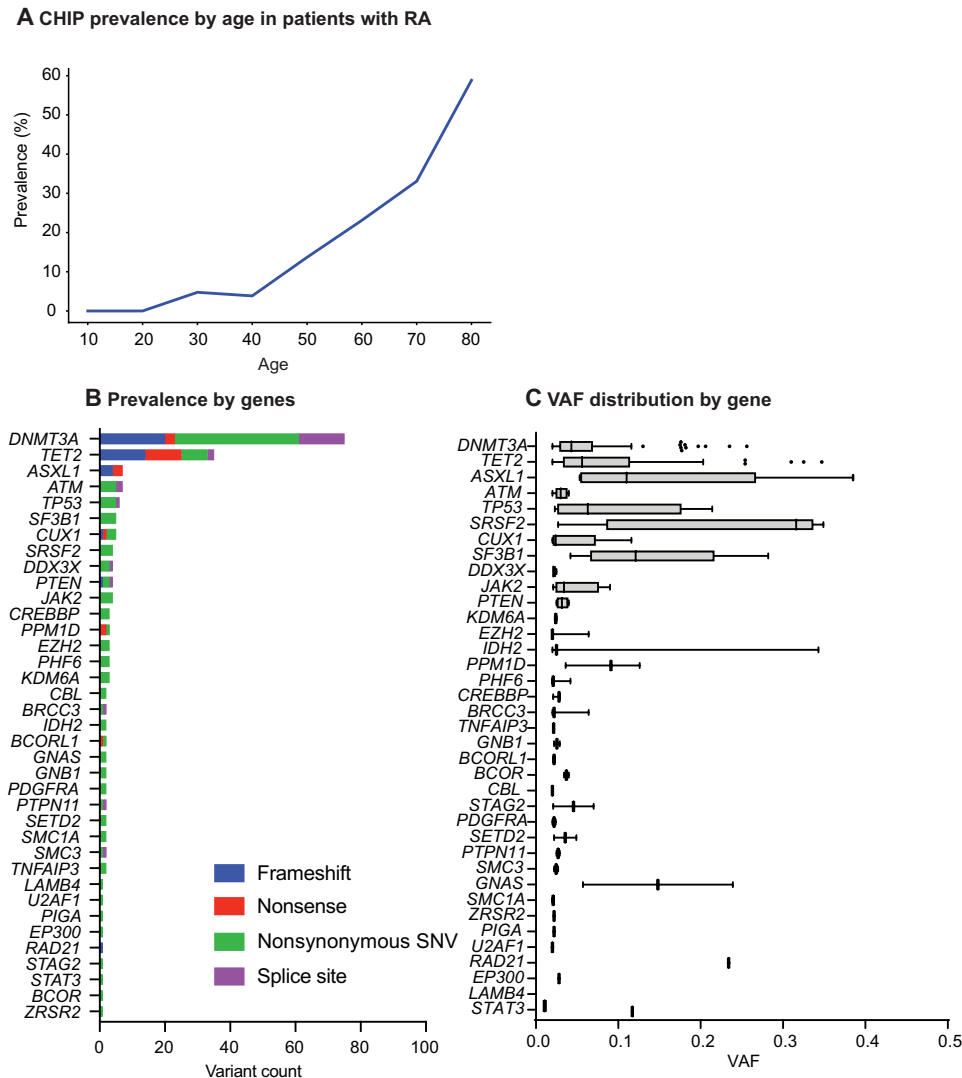 A CHIP prevalence by age in patients with RA
60
50
40
30
20
10
0
Prevalence (%)
10 20 30 40 50 60 70 80
Age
B Prevalence by genes
DNMT3A
TET2
ASXL1
ATM
TP53
SF3B1
CUX1
SRSF2
DDX3X
PTEN
JAK2
CREBBP
PPM1D
EZH2
PHF6
KDM6A
CBL
BRCC3
IDH2
BCORL1
GNAS
GNB1
PDGFRA
PTPN11
SETD2
SMC1A
SMC3
TNFAIP3
LAMB4
U2AF1
PIGA
EP300
RAD21
STAG2
STAT3
BCOR
ZRSR2
Frameshift
Nonsense
Nonsynonymous SNV
Splice site
0 20 40 60 80 100
Variant count
C VAF distribution by gene
DNMT3A
TET2
ASXL1
ATM
TP53
SRSF2
CUX1
SF3B1
DDX3X
JAK2
PTEN
KDM6A
EZH2
IDH2
PPM1D
PHF6
CREBBP
BRCC3
TNFAIP3
GNB1
BCORL1
BCOR
CBL
STAG2
PDGFRA
SETD2
PTPN11
SMC3
GNAS
SMC1A
ZRSR2
PIGA
U2AF1
RAD21
EP300
LAMB4
STAT3
0.0 0.1 0.2 0.3 0.4 0.5
VAF